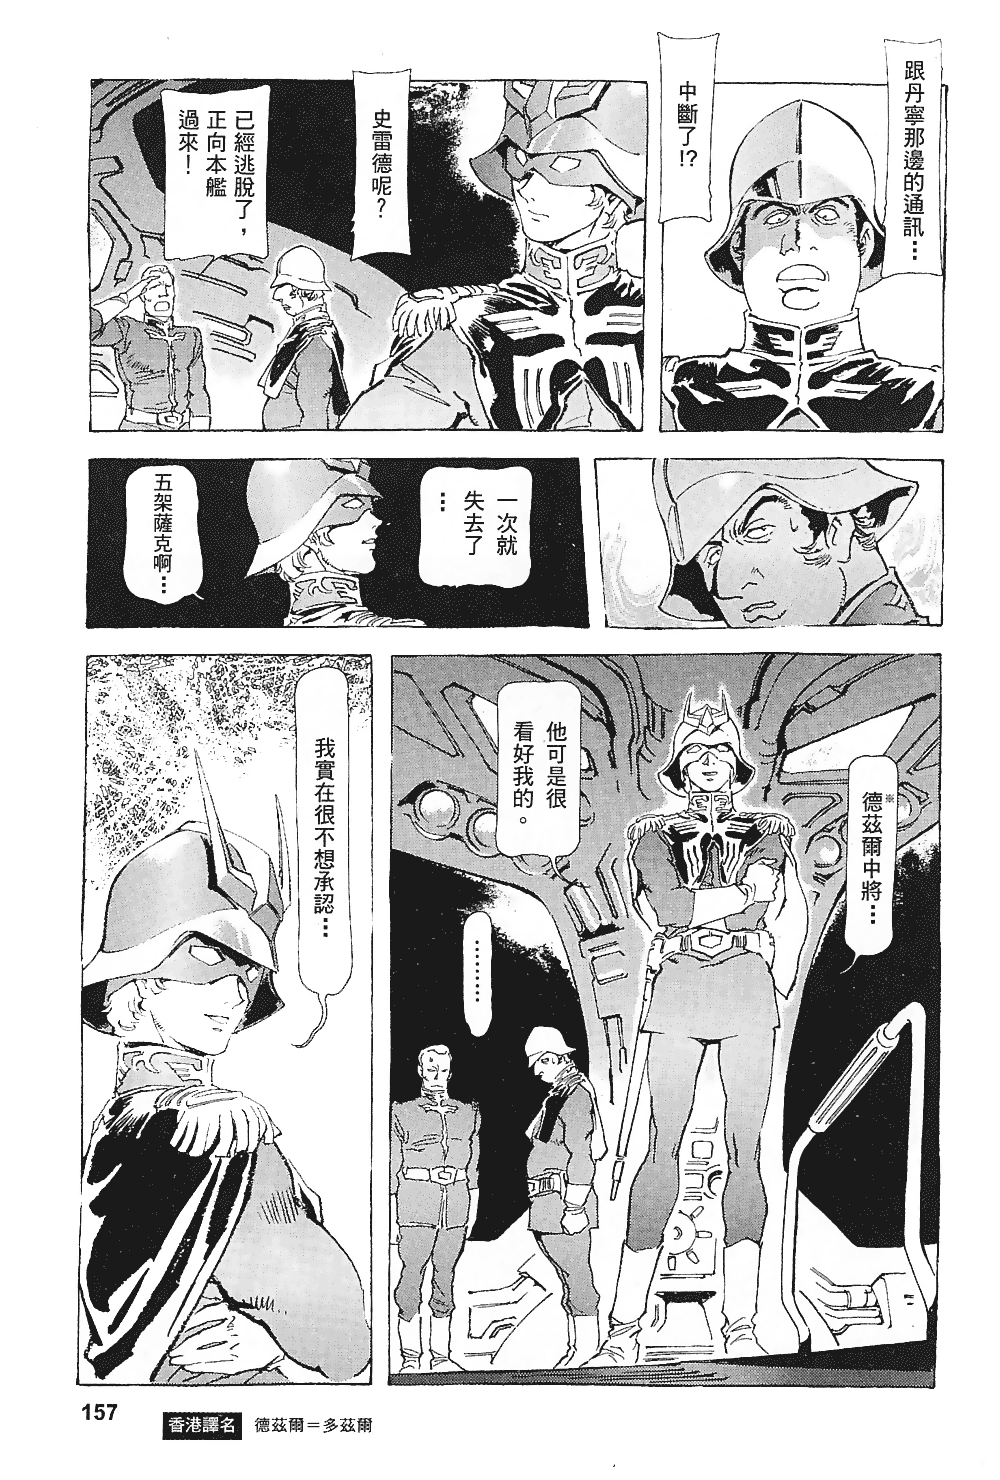 跟丹寧那邊的通訊…
中斷了!?
史雷德呢？
已經逃脫了，
正向本艦
過來！
一次就
失去了
…
五架薩克啊…
※
德茲爾中將…
他可是很
看好我的。
………
我實在很不想承認…
157
香港譯名 德茲爾＝多茲爾